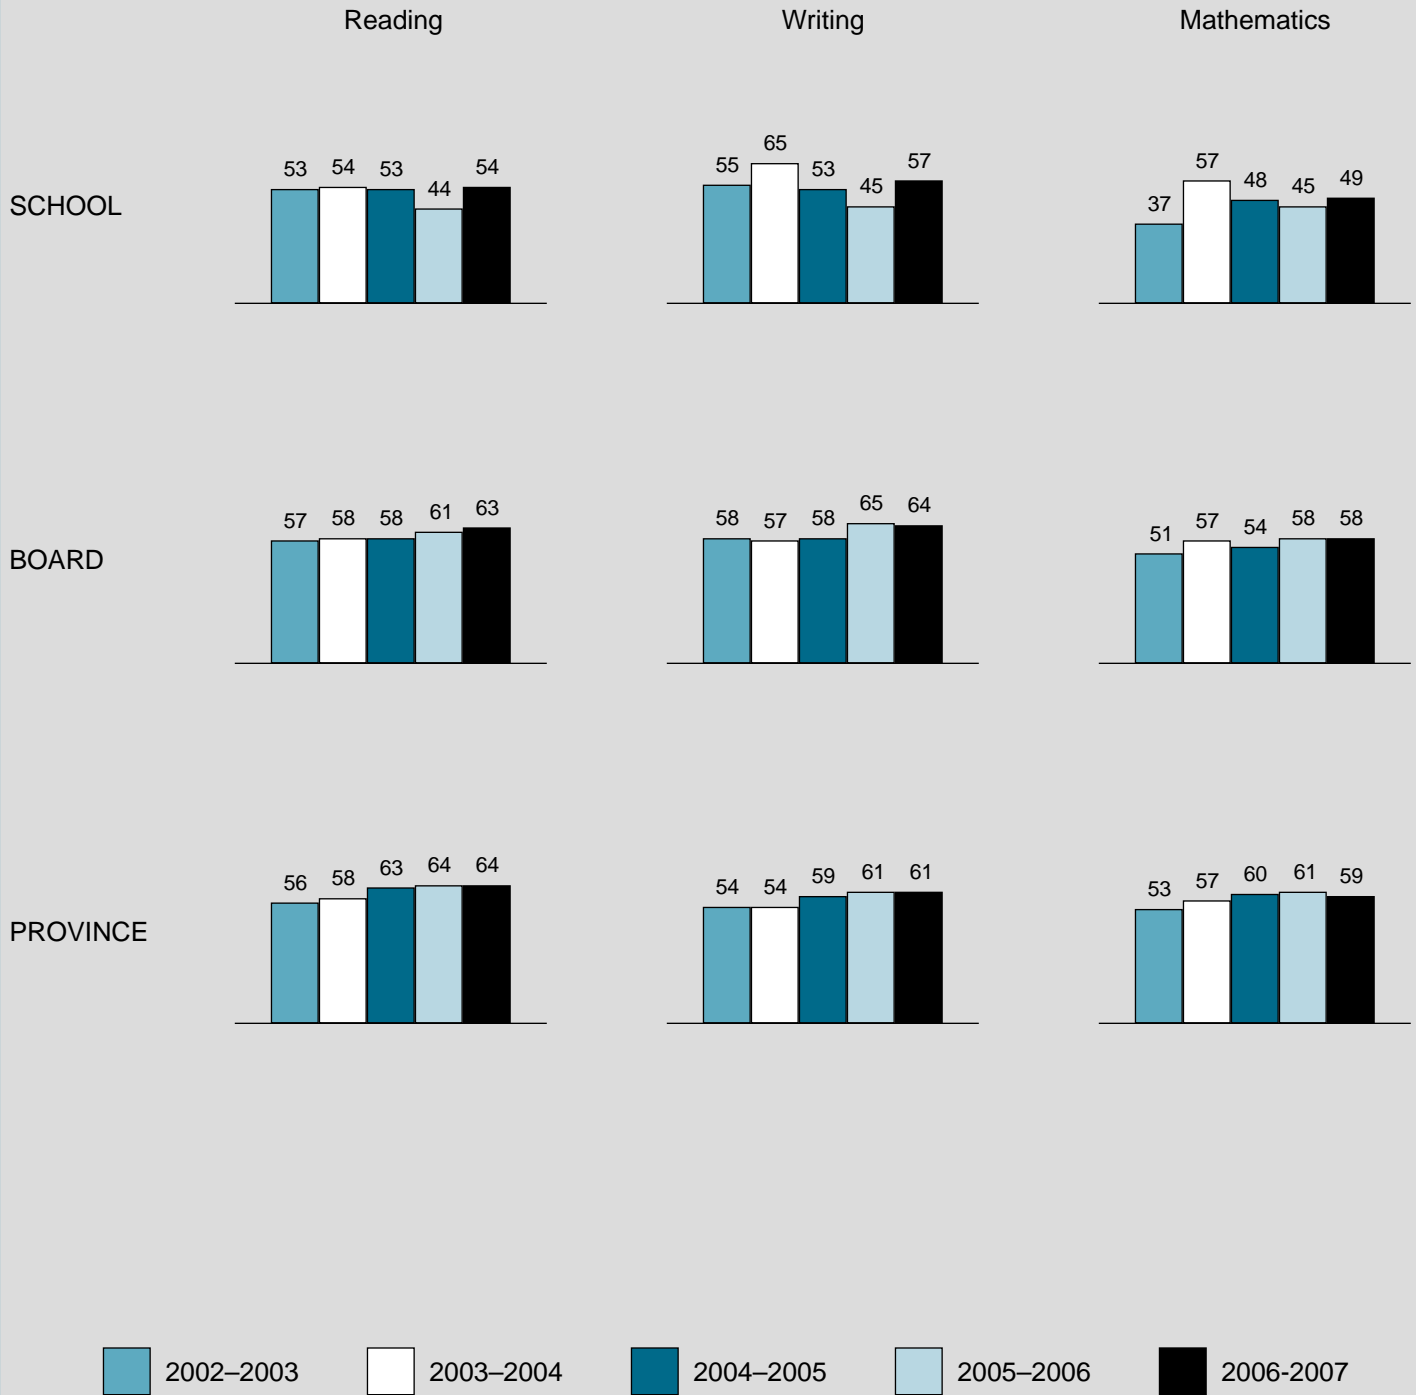 Reading Writing Mathematics
SCHOOL
53 54 53 44 54
55 65 53 45 57
37 57 48 45 49
BOARD
57 58 58 61 63
58 57 58 65 64
51 57 54 58 58
PROVINCE
56 58 63 64 64
54 54 59 61 61
53 57 60 61 59
2002–2003 2003–2004 2004–2005 2005–2006 2006-2007